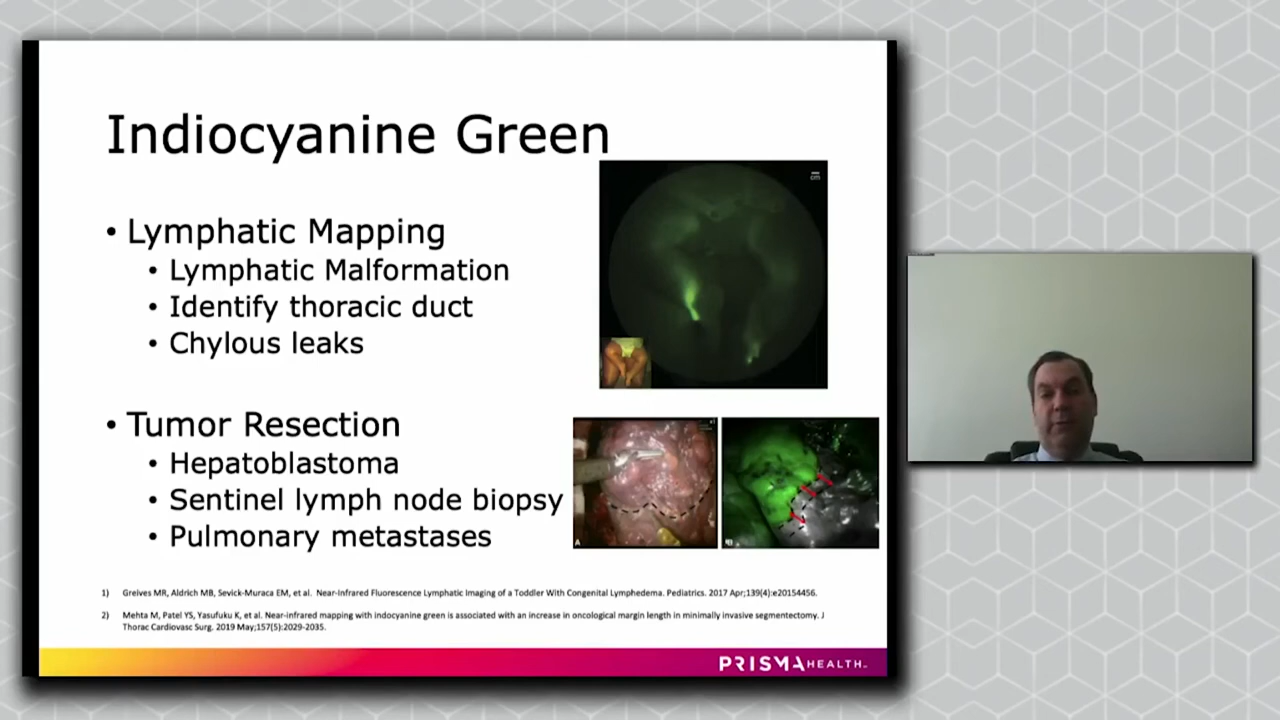 Indiocyanine Green
cm
• Lymphatic Mapping
• Lymphatic Malformation
• Identify thoracic duct
• Chylous leaks
• Tumor Resection
• Hepatoblastoma
• Sentinel lymph node biopsy
• Pulmonary metastases
A
B
1) Greives MR, Aldrich MB, Sevick-Muraca EM, et al. Near-Infrared Fluorescence Lymphatic Imaging of a Toddler With Congenital Lymphedema. Pediatrics. 2017 Apr;139(4):e20154456.
2) Mehta M, Patel YS, Yasufuku K, et al. Near-infrared mapping with indocyanine green is associated with an increase in oncological margin length in minimally invasive segmentectomy. J
Thorac Cardiovasc Surg. 2019 May;157(5):2029-2035.
PRISMAHEALTH